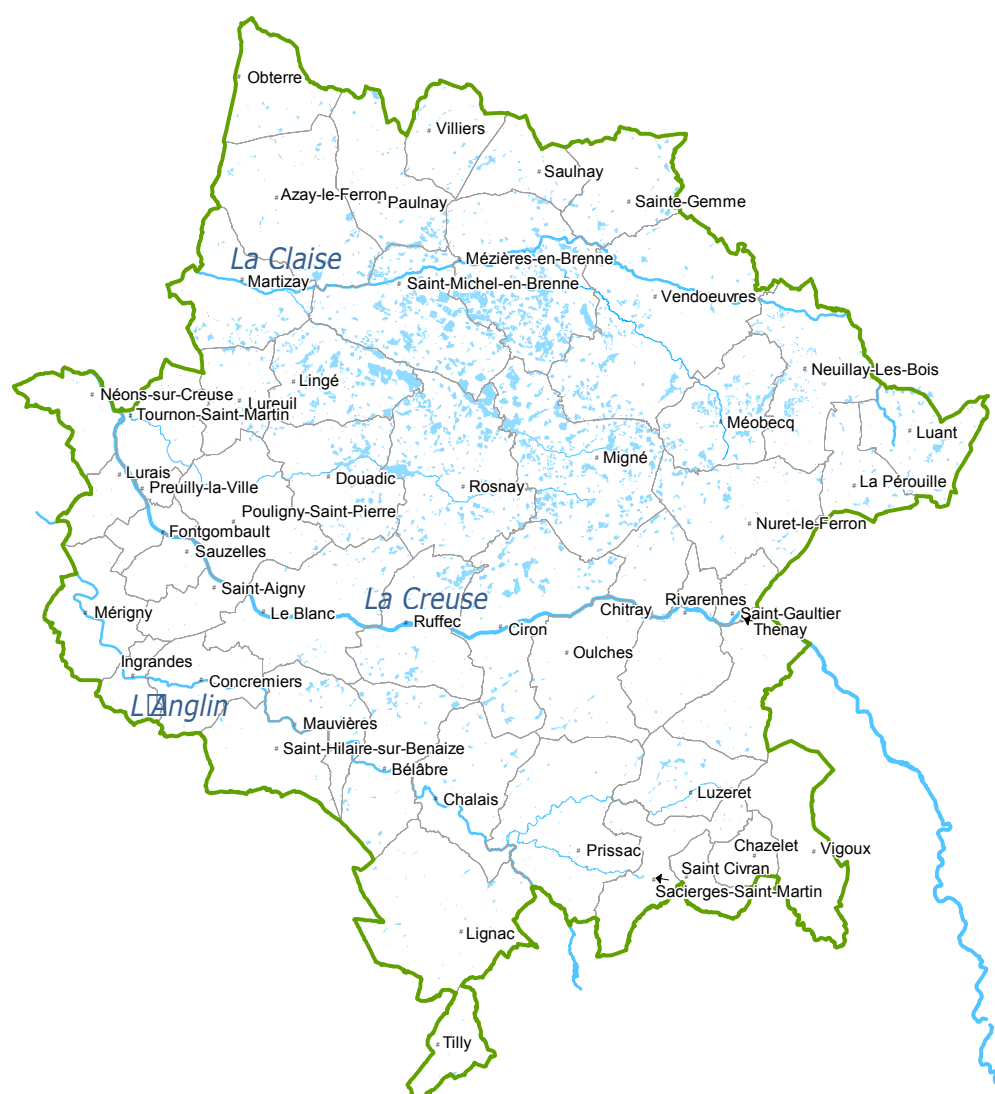 Obterre
Villiers
Saulnay
Azay-le-Ferron
Paulnay
Sainte-Gemme
La Claise
Mézières-en-Brenne
Martizay
Saint-Michel-en-Brenne
Vendoeuvres
Neuillay-Les-Bois
Lingé
Néons-sur-Creuse
Lureuil
Tournon-Saint-Martin
Méobecq
Luant
Migné
Lurais
Douadic
La Pérouille
Preuilly-la-Ville
Rosnay
Pouligny-Saint-Pierre
Nuret-le-Ferron
Fontgombault
Sauzelles
Saint-Aigny
La Creuse
Rivarennes
Mérigny
Le Blanc
Chitray
Saint-Gaultier
Ruffec
Ciron
Thenay
Oulches
Ingrandes
Concremiers
L'Anglin
Mauvières
Saint-Hilaire-sur-Benaize
Bélâbre
Luzeret
Chalais
Chazelet
Vigoux
Prissac
Saint Civran
Sacierges-Saint-Martin
Lignac
Tilly